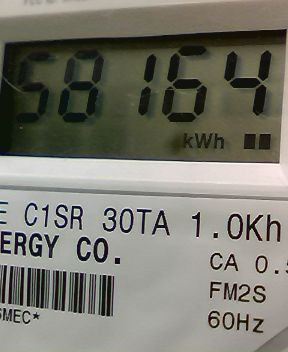 58164
kWh
E C1SR 30TA 1.0Kh
ERGY CO.
CA 0.5
FM2S
60Hz
SMEC*